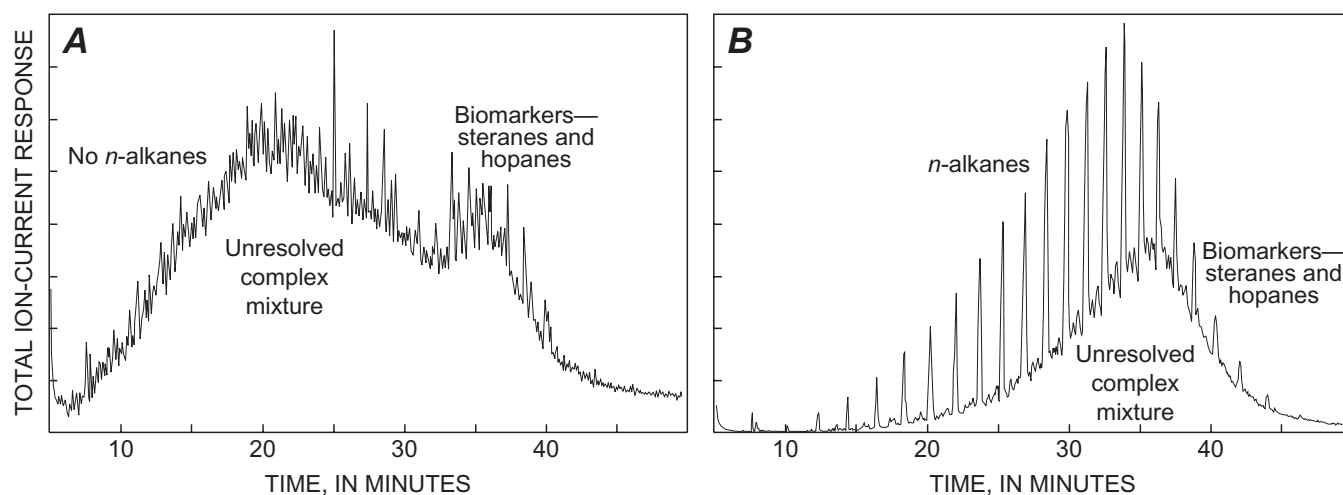 TOTAL ION-CURRENT RESPONSE
A
No n-alkanes
Biomarkers—
steranes and
hopanes
Unresolved
complex
mixture
10 20 30 40
TIME, IN MINUTES
B
n-alkanes
Biomarkers—
steranes and
hopanes
Unresolved
complex
mixture
10 20 30 40
TIME, IN MINUTES